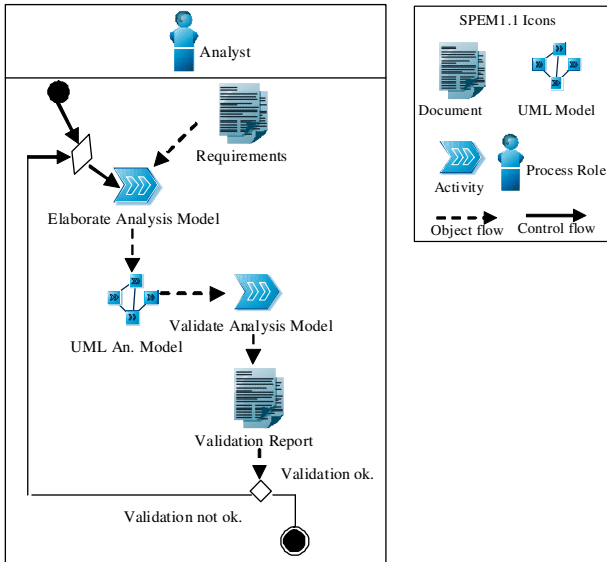 Analyst
Requirements
Elaborate Analysis Model
UML An. Model
Validate Analysis Model
Validation Report
Validation ok.
Validation not ok.
SPEM1.1 Icons
Document
UML Model
Activity
Process Role
Object flow
Control flow